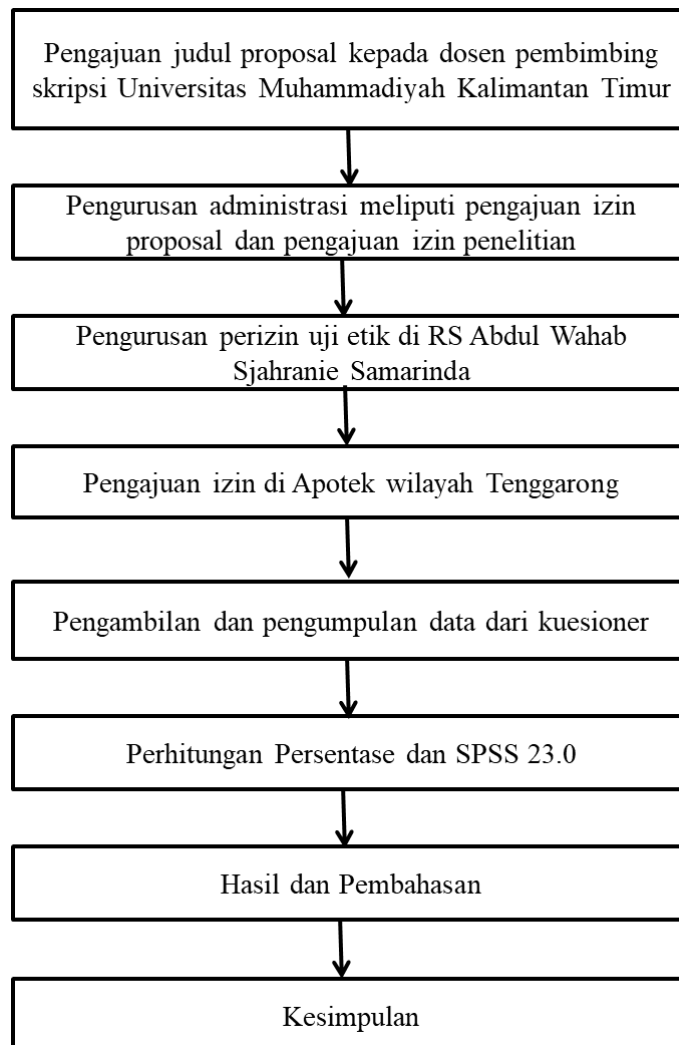 Pengajuan judul proposal kepada dosen pembimbing
skripsi Universitas Muhammadiyah Kalimantan Timur
Pengurusan administrasi meliputi pengajuan izin
proposal dan pengajuan izin penelitian
Pengurusan perizin uji etik di RS Abdul Wahab
Sjahranie Samarinda
Pengajuan izin di Apotek wilayah Tenggarong
Pengambilan dan pengumpulan data dari kuesioner
Perhitungan Persentase dan SPSS 23.0
Hasil dan Pembahasan
Kesimpulan